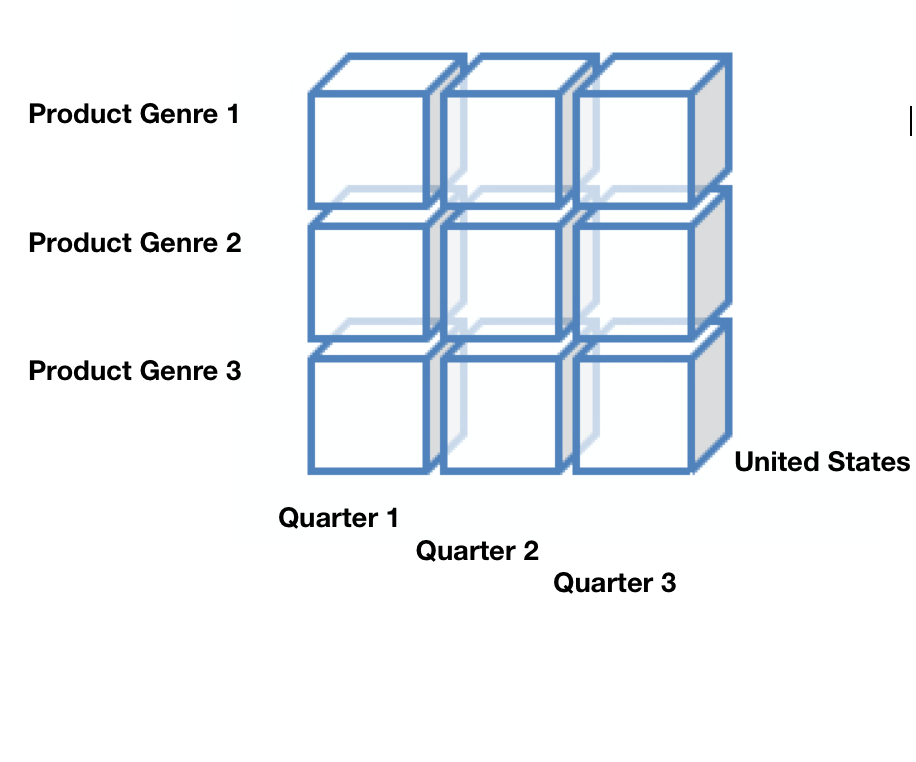 Product Genre 1
Product Genre 2
Product Genre 3
United States
Quarter 1
Quarter 2
Quarter 3